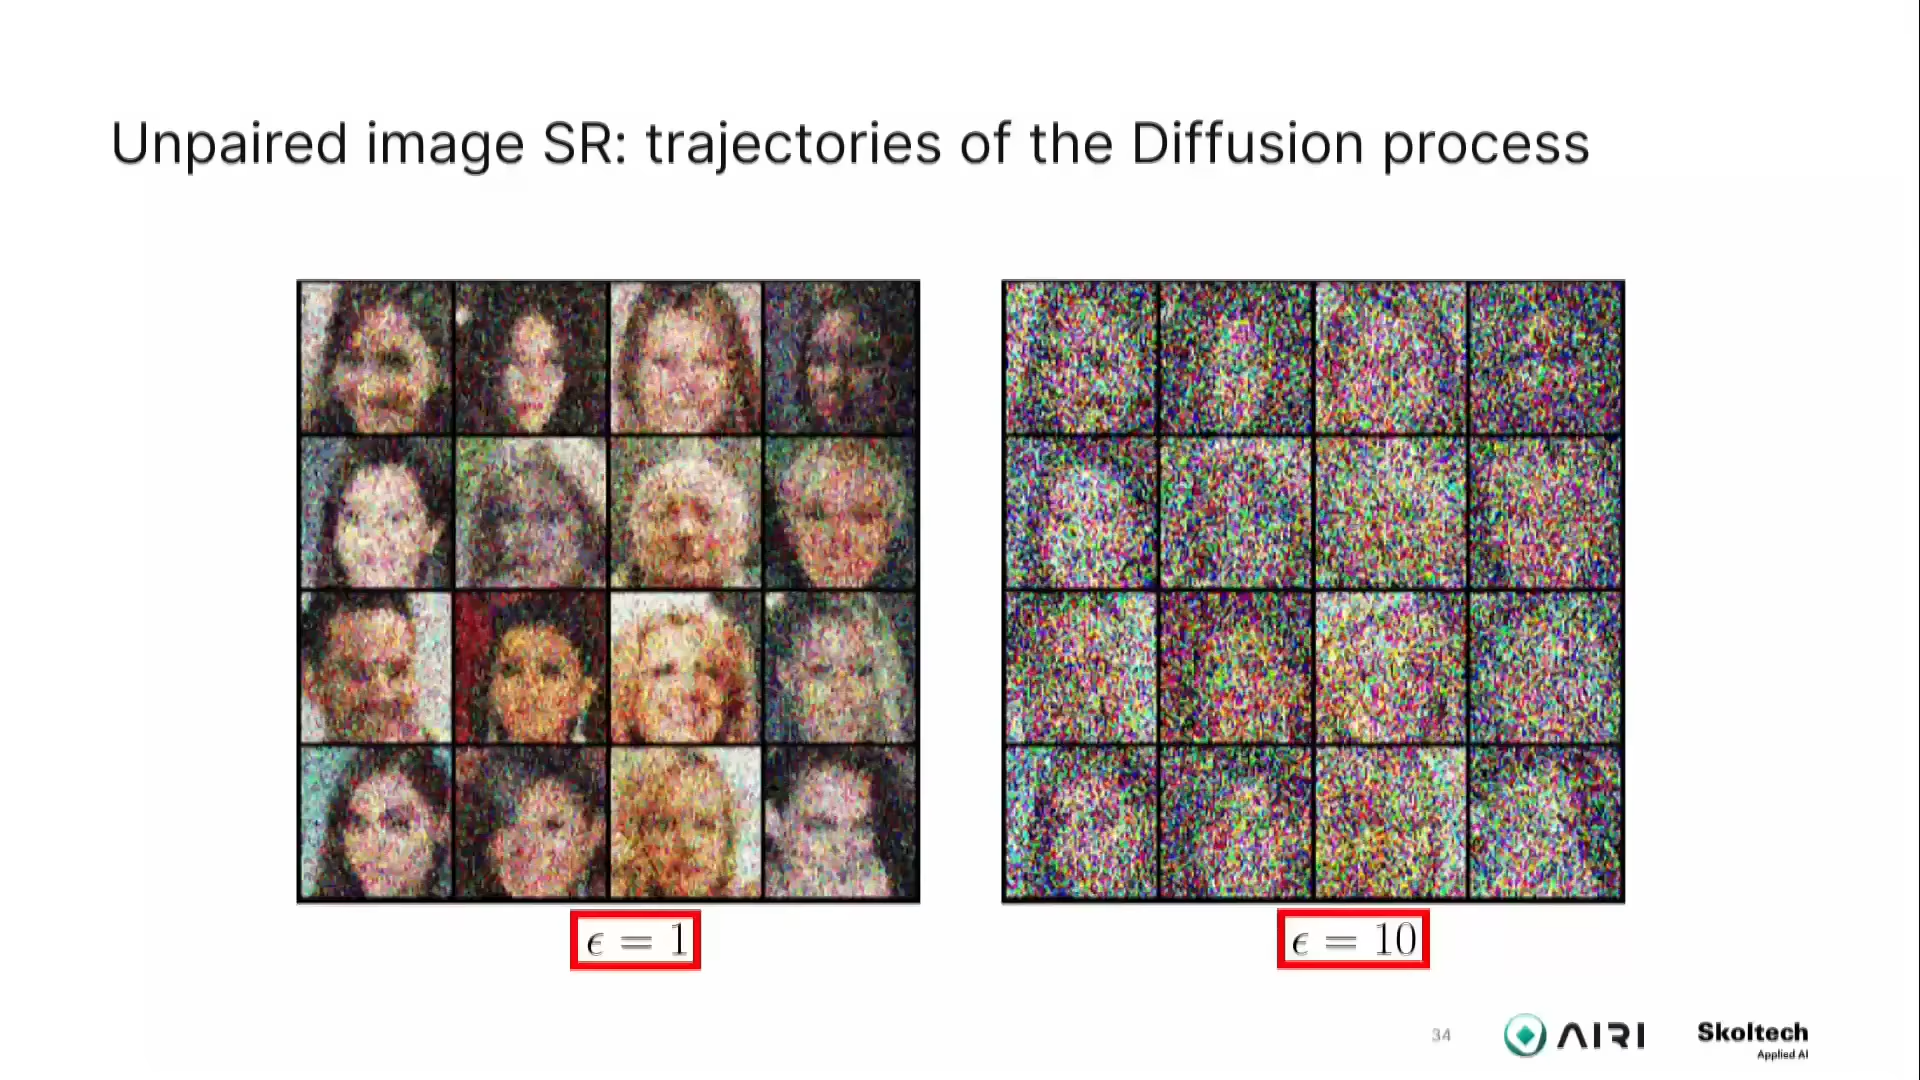 Unpaired image SR: trajectories of the Diffusion process
ϵ = 1
ϵ = 10
34
AIRI
Skoltech
Applied AI